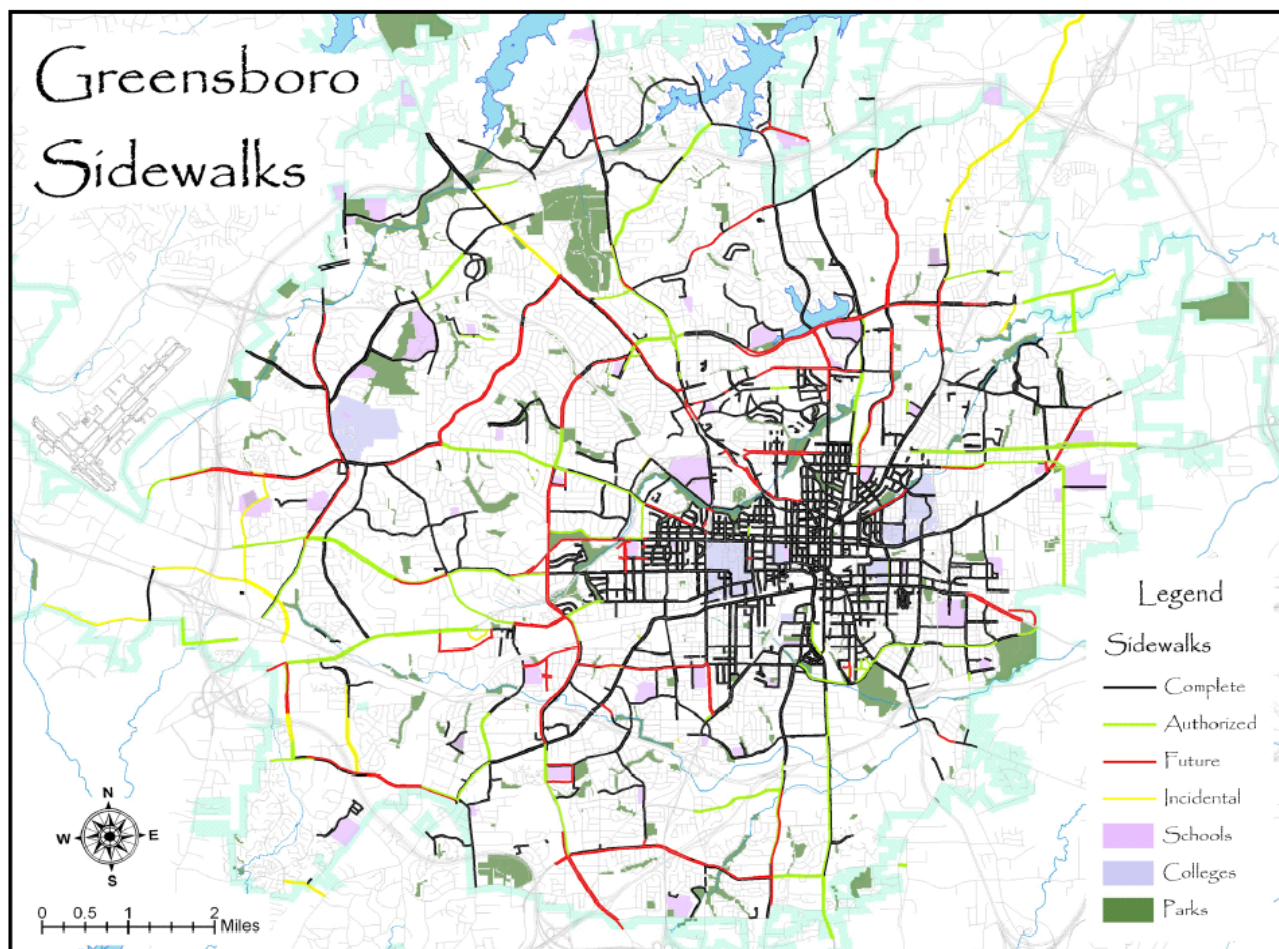 Greensboro
Sidewalks
Legend
Sidewalks
Complete
Authorized
Future
Incidental
Schools
Colleges
Parks
N
W E
S
0 0.5 1 2
Miles